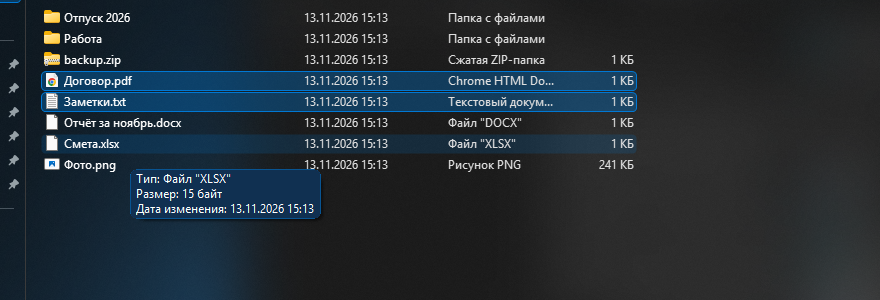 Отпуск 2026 13.11.2026 15:13 Папка с файлами
Работа 13.11.2026 15:13 Папка с файлами
backup.zip 13.11.2026 15:13 Сжатая ZIP-папка 1 КБ
Договор.pdf 13.11.2026 15:13 Chrome HTML Do... 1 КБ
Заметки.txt 13.11.2026 15:13 Текстовый докум... 1 КБ
Отчёт за ноябрь.docx 13.11.2026 15:13 Файл "DOCX" 1 КБ
Смета.xlsx 13.11.2026 15:13 Файл "XLSX" 1 КБ
Фото.png 13.11.2026 15:13 Рисунок PNG 241 КБ
Тип: Файл "XLSX"
Размер: 15 байт
Дата изменения: 13.11.2026 15:13